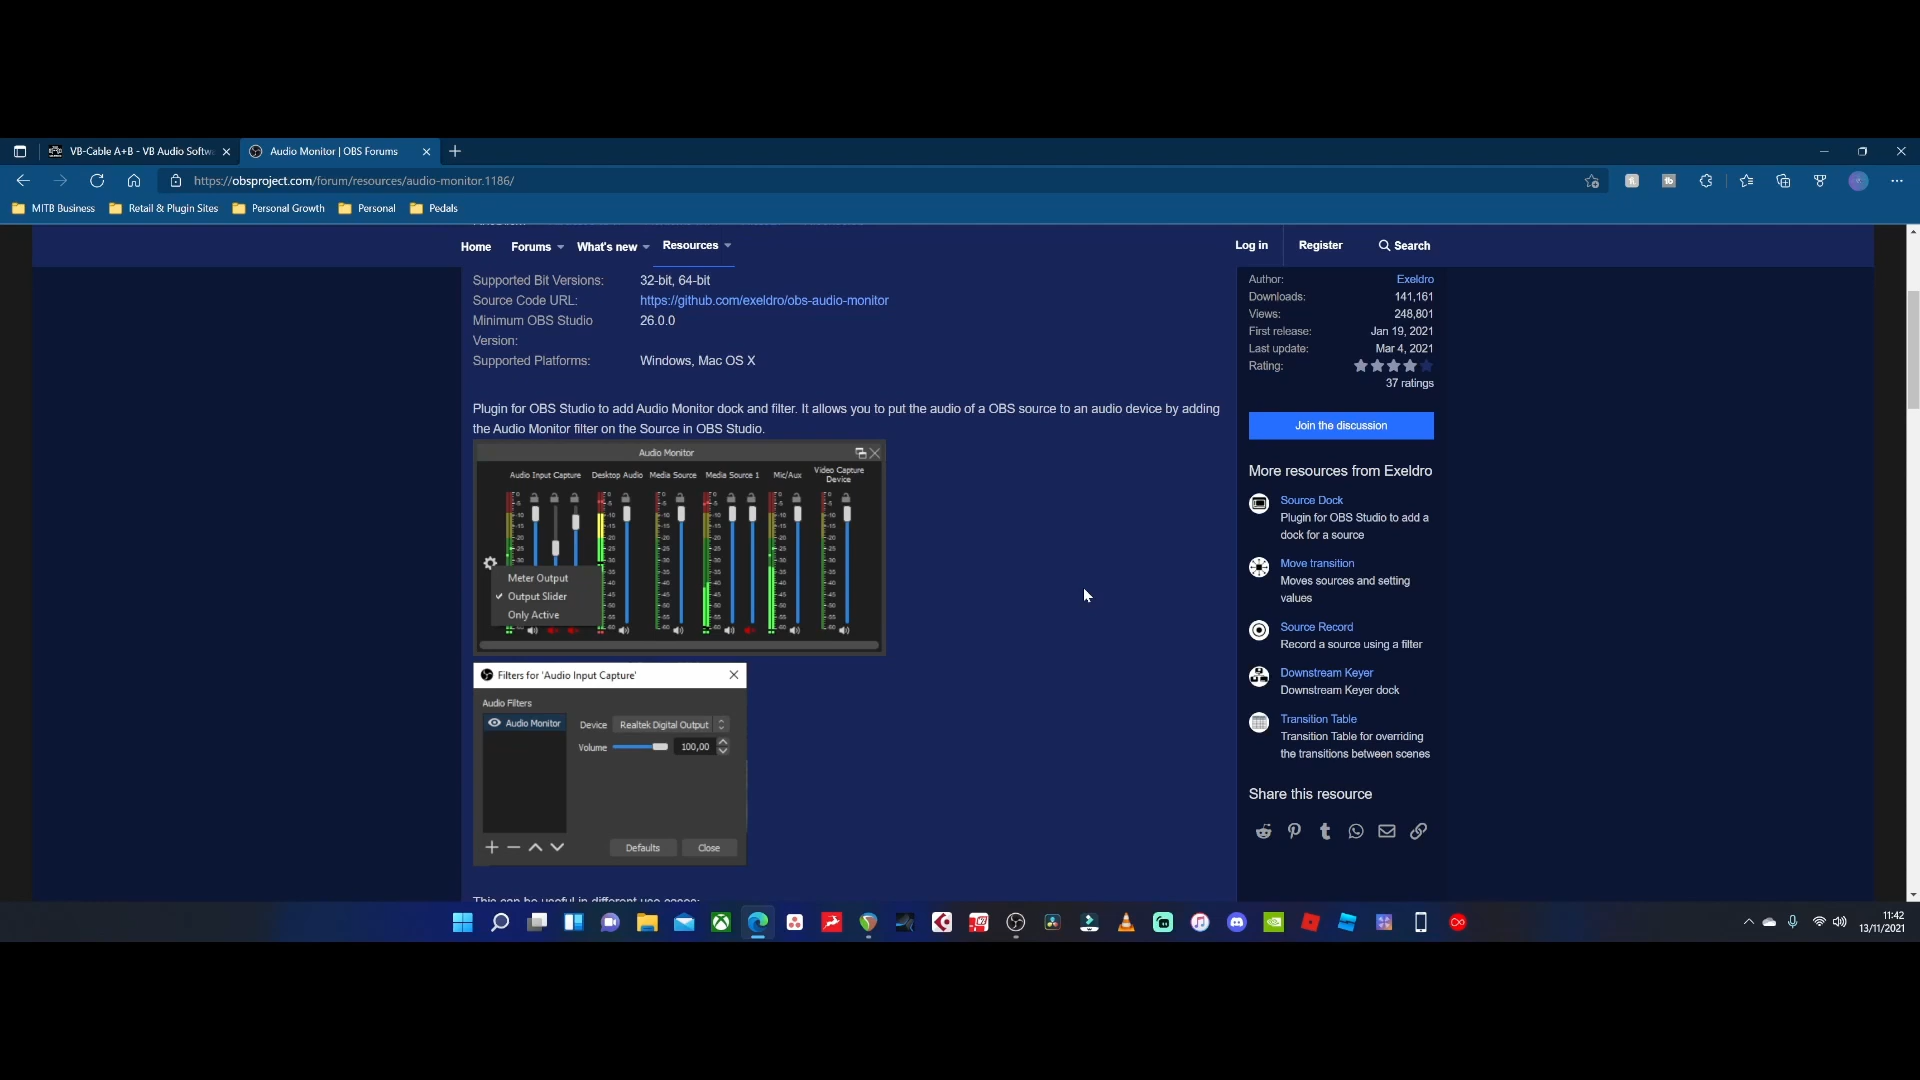 VB-Cable A+B - VB Audio Softw
Audio Monitor | OBS Forums
https://obsproject.com/forum/resources/audio-monitor.1186/
MITB Business
Retail & Plugin Sites
Personal Growth
Personal
Pedals
Home
Forums
What's new
Resources
Log in
Register
Search
Supported Bit Versions: 32-bit, 64-bit
Source Code URL: https://github.com/exeldro/obs-audio-monitor
Minimum OBS Studio Version: 26.0.0
Supported Platforms: Windows, Mac OS X
Plugin for OBS Studio to add Audio Monitor dock and filter. It allows you to put the audio of a OBS source to an audio device by adding
the Audio Monitor filter on the Source in OBS Studio.
Audio Monitor
Audio Input Capture
Desktop Audio
Media Source
Media Source 1
Mic/Aux
Video Capture
Device
Meter Output
Output Slider
Only Active
Filters for 'Audio Input Capture'
Audio Filters
Audio Monitor
Device
Realtek Digital Output
Volume
100,00
Defaults
Close
This can be useful in different use cases:
Author: Exeldro
Downloads: 141,161
Views: 248,801
First release: Jan 19, 2021
Last update: Mar 4, 2021
Rating:
37 ratings
Join the discussion
More resources from Exeldro
Source Dock
Plugin for OBS Studio to add a
dock for a source
Move transition
Moves sources and setting
values
Source Record
Record a source using a filter
Downstream Keyer
Downstream Keyer dock
Transition Table
Transition Table for overriding
the transitions between scenes
Share this resource
11:42
13/11/2021